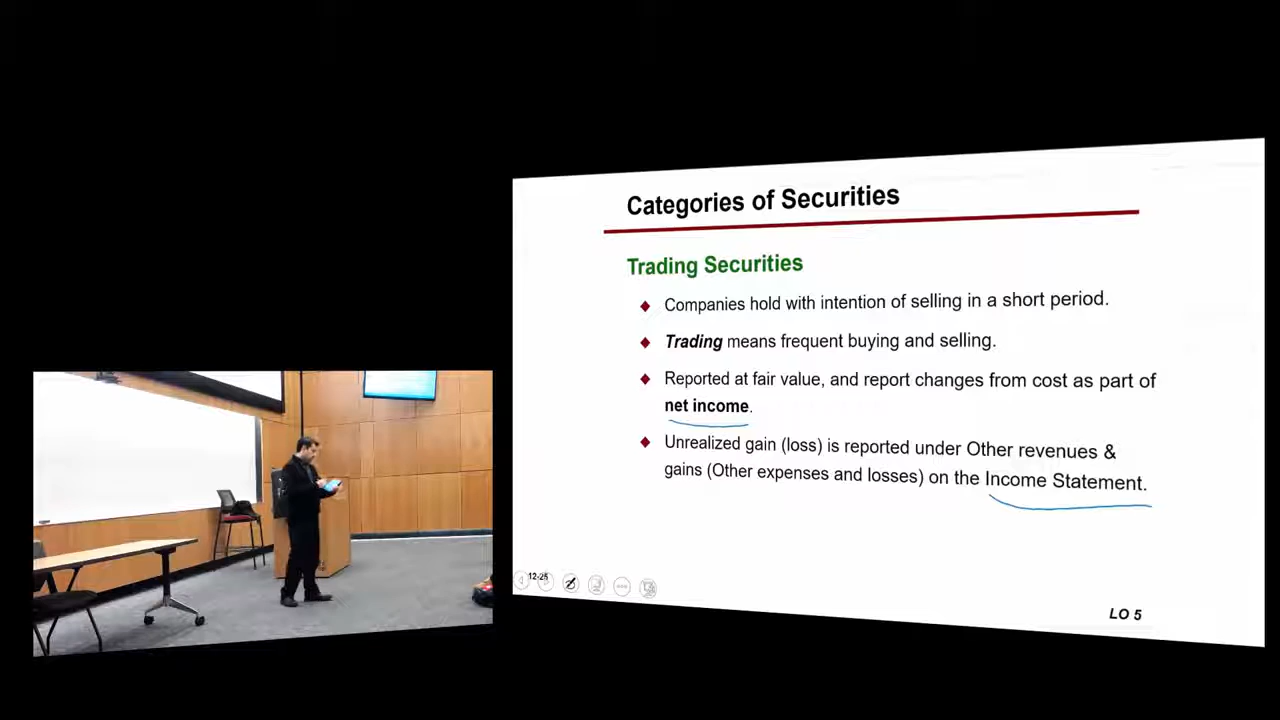 Categories of Securities
Trading Securities
Companies hold with intention of selling in a short period.
Trading means frequent buying and selling.
Reported at fair value, and report changes from cost as part of
net income.
Unrealized gain (loss) is reported under Other revenues &
gains (Other expenses and losses) on the Income Statement.
12-25
LO 5